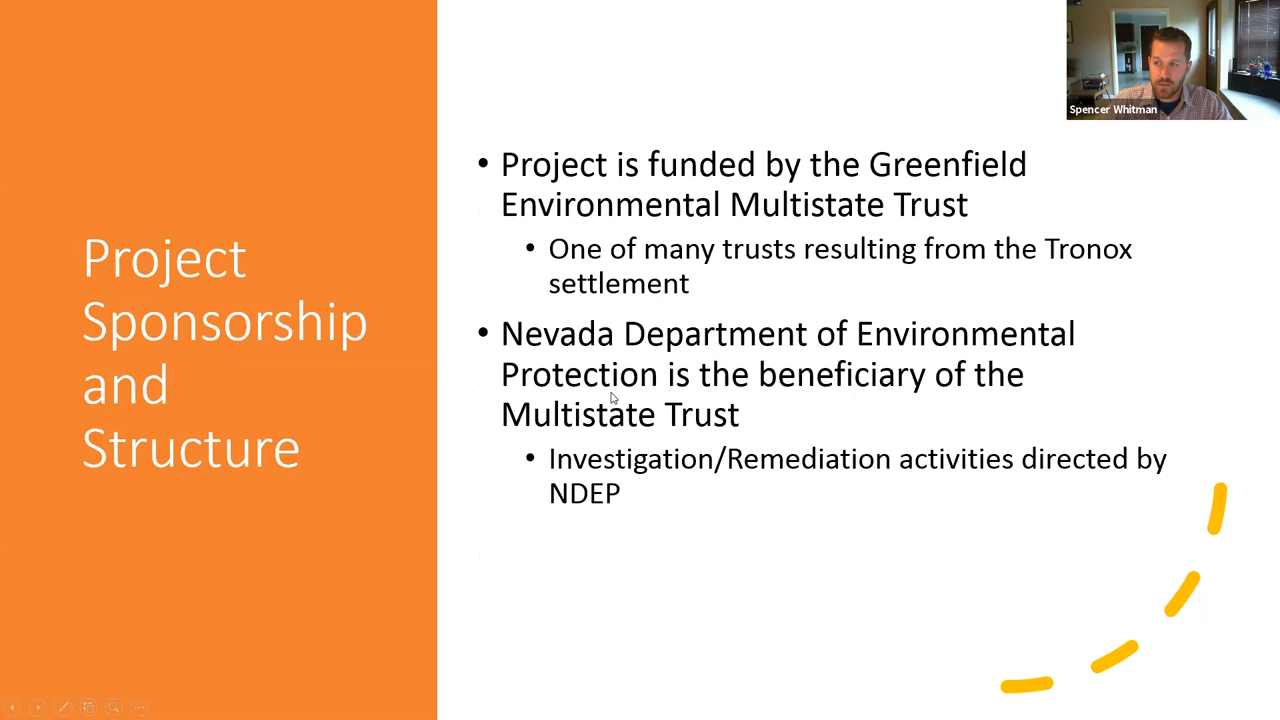 Spencer Whitman
Project
Sponsorship
and
Structure
• Project is funded by the Greenfield
Environmental Multistate Trust
• One of many trusts resulting from the Tronox
settlement
• Nevada Department of Environmental
Protection is the beneficiary of the
Multistate Trust
• Investigation/Remediation activities directed by
NDEP